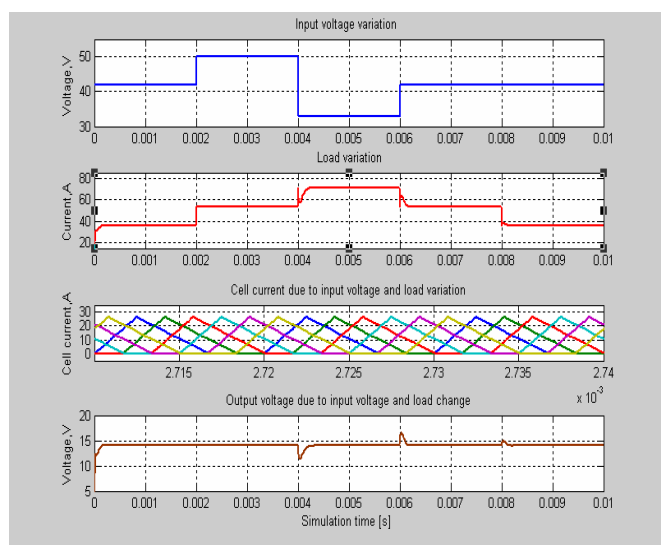 Input voltage variation
Voltage,V
50
40
30
0 0.001 0.002 0.003 0.004 0.005 0.006 0.007 0.008 0.009 0.01
Load variation
Current,A
80
60
40
20
0 0.001 0.002 0.003 0.004 0.005 0.006 0.007 0.008 0.009 0.01
Cell current due to input voltage and load variation
Cell current,A
30
20
10
0
2.715 2.72 2.725 2.73 2.735 2.74
x 10^-3
Output voltage due to input voltage and load change
Voltage,V
20
15
10
5
0 0.001 0.002 0.003 0.004 0.005 0.006 0.007 0.008 0.009 0.01
Simulation time [s]